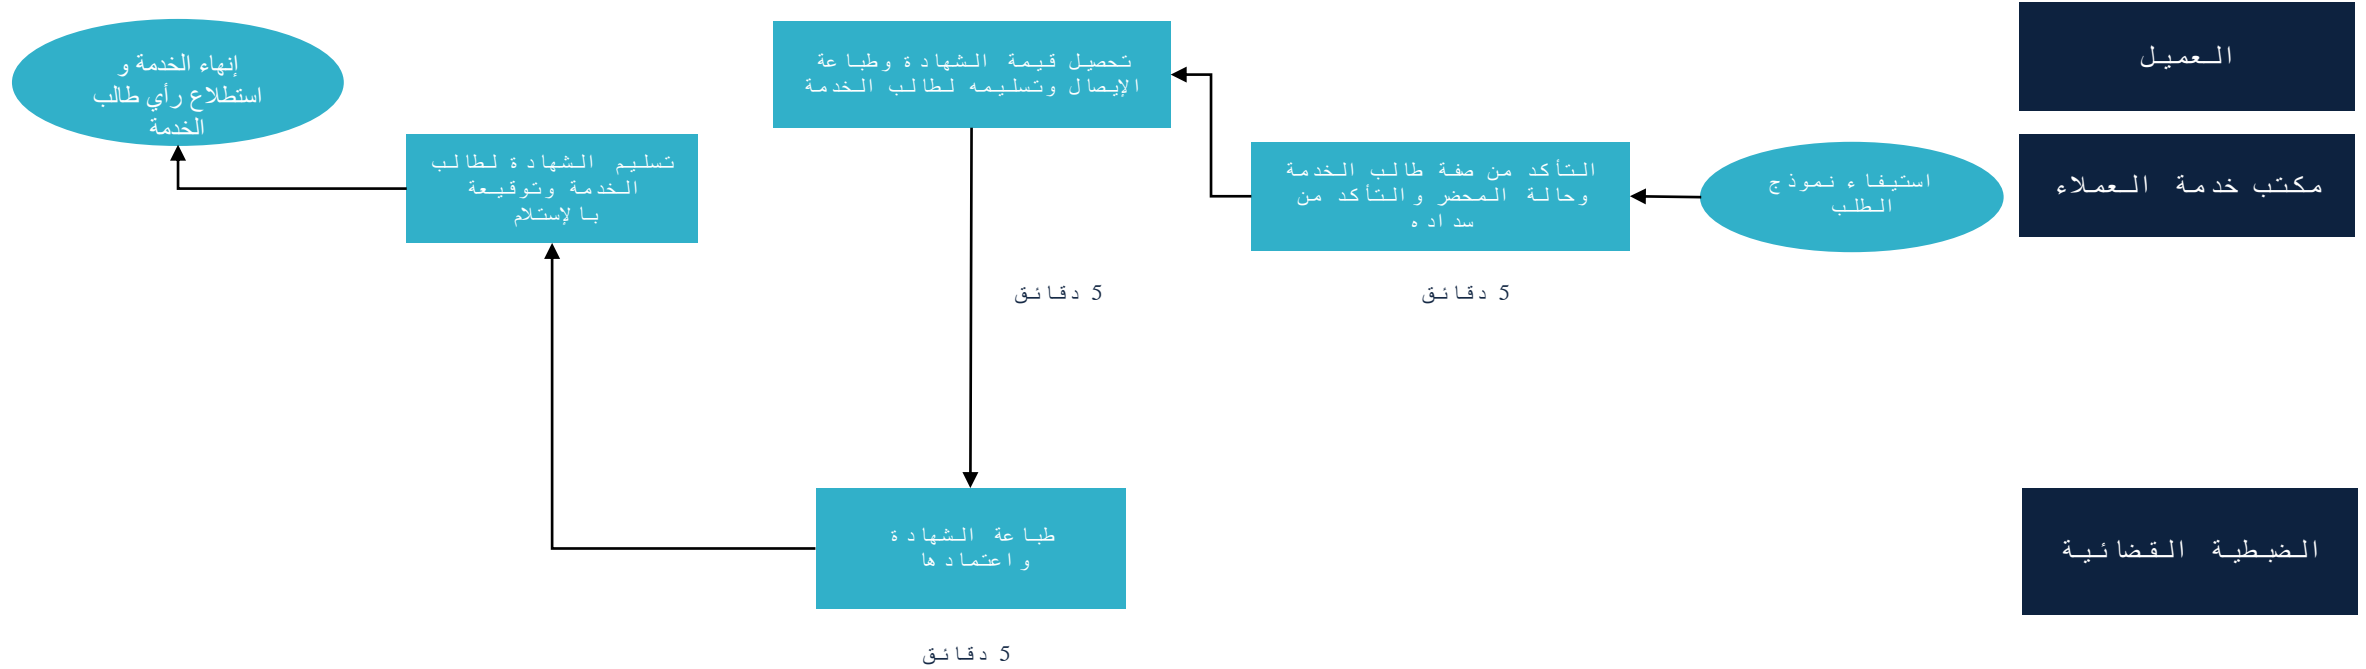 العميل
مكتب خدمة العملاء
الضبطية القضائية
استيفاء نموذج
الطلب
التأكد من صفة طالب الخدمة
وحالة المحضر والتأكد من
سداده
5 دقائق
تحصيل قيمة الشهادة وطباعة
الإيصال وتسليمه لطالب الخدمة
5 دقائق
طباعة الشهادة
واعتمادها
5 دقائق
تسليم الشهادة لطالب
الخدمة وتوقيعة
بالإستلام
إنهاء الخدمة و
استطلاع رأي طالب
الخدمة